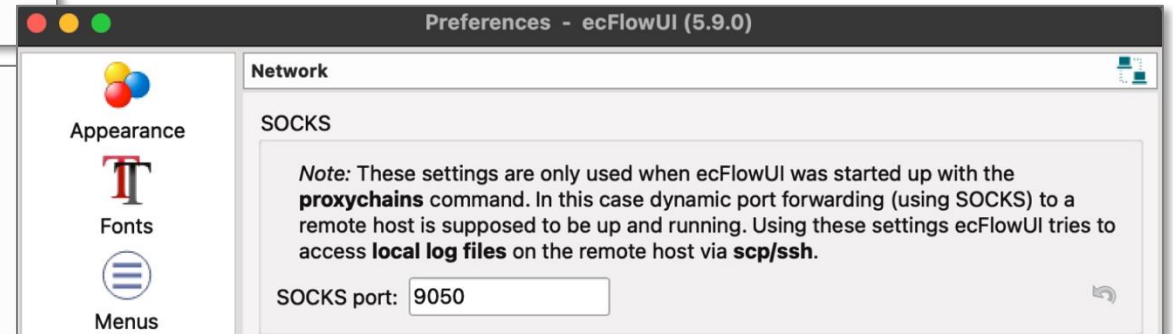 Preferences - ecFlowUI (5.9.0)
Network
Appearance
Fonts
Menus
SOCKS
Note: These settings are only used when ecFlowUI was started up with the
proxychains command. In this case dynamic port forwarding (using SOCKS) to a
remote host is supposed to be up and running. Using these settings ecFlowUI tries to
access local log files on the remote host via scp/ssh.
SOCKS port: 9050